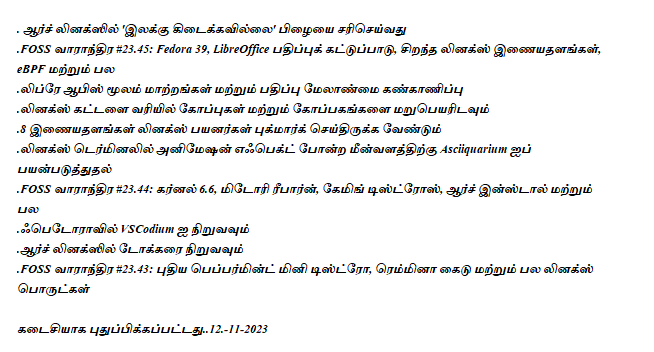 . ஆர்ச் லினக்ஸில் 'இலக்கு கிடைக்கவில்லை' பிழையை சரிசெய்வது
.FOSS வாராந்திர #23.45: Fedora 39, LibreOffice பதிப்புக் கட்டுப்பாடு, சிறந்த லினக்ஸ் இணையதளங்கள்,
eBPF மற்றும் பல
.லிப்ரே ஆபிஸ் மூலம் மாற்றங்கள் மற்றும் பதிப்பு மேலாண்மை கண்காணிப்பு
.லினக்ஸ் கட்டளை வரியில் கோப்புகள் மற்றும் கோப்பகங்களை மறுபெயரிடவும்
.8 இணையதளங்கள் லினக்ஸ் பயனர்கள் புக்மார்க் செய்திருக்க வேண்டும்
.லினக்ஸ் டெர்மினலில் அனிமேஷன் எஃபெக்ட் போன்ற மீன்வளத்திற்கு Asciiquarium ஐப்
பயன்படுத்துதல்
.FOSS வாராந்திர #23.44: கர்னல் 6.6, மிடோரி ரீபார்ன், கேமிங் டிஸ்ட்ரோஸ், ஆர்ச் இன்ஸ்டால் மற்றும்
பல
.ஃபெடோராவில் VSCodium ஐ நிறுவவும்
.ஆர்ச் லினக்ஸில் டோக்கரை நிறுவவும்
.FOSS வாராந்திர #23.43: புதிய பெப்பர்மின்ட் மினி டிஸ்ட்ரோ, ரெம்மினா கைடு மற்றும் பல லினக்ஸ்
பொருட்கள்
கடைசியாக புதுப்பிக்கப்பட்டது..12.-11-2023